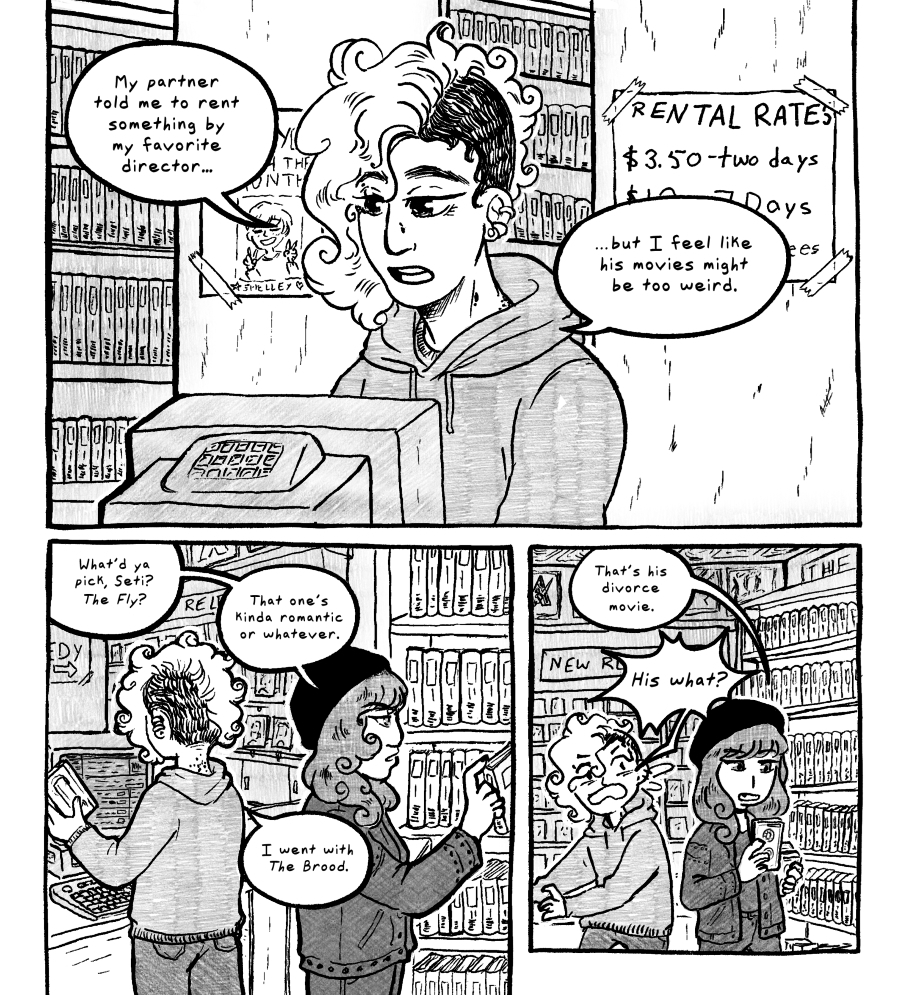 My partner
told me to rent
something by
my favorite
director...
RENTAL RATES
$3.50-two days
Days
...but I feel like
his movies might
be too weird.
SHELLEY
What'd ya
pick, Seti?
The Fly?
That one's
Kinda romantic
or whatever.
I went with
The Brood.
That's his
divorce
movie.
THE
NEW RE
His what?